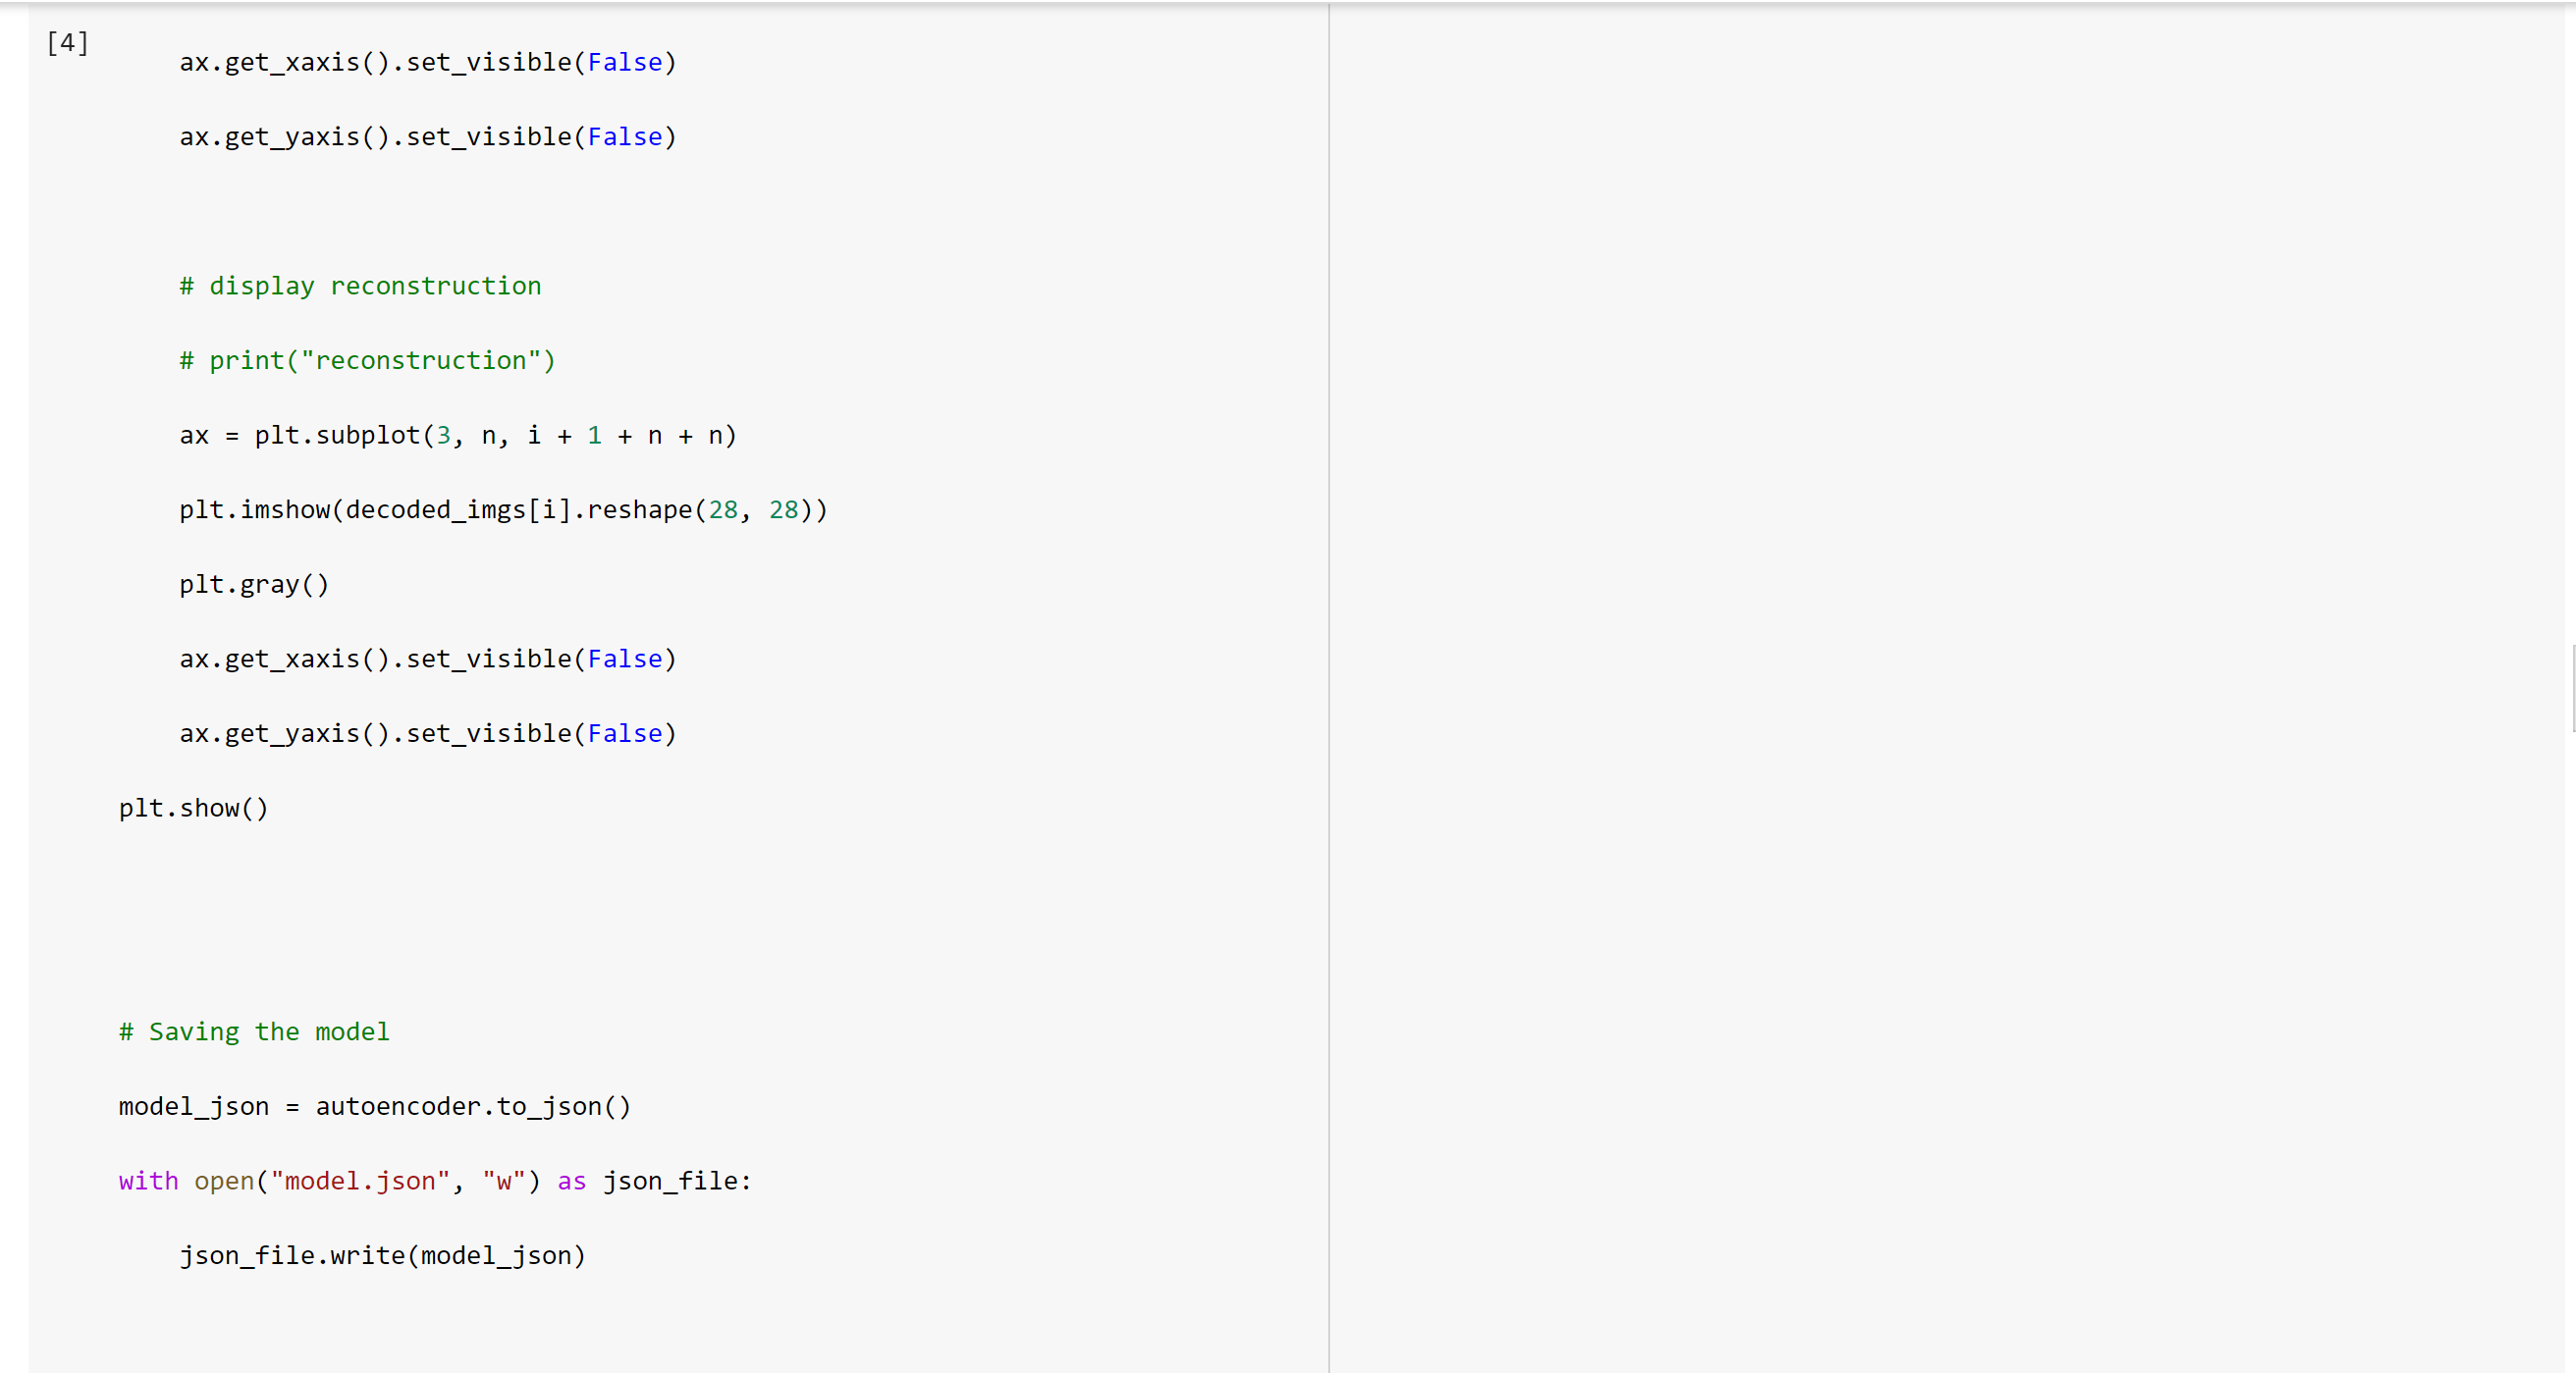 [4]
ax.get_xaxis().set_visible(False)
ax.get_yaxis().set_visible(False)
# display reconstruction
# print("reconstruction")
ax = plt.subplot(3, n, i + 1 + n + n)
plt.imshow(decoded_imgs[i].reshape(28, 28))
plt.gray()
ax.get_xaxis().set_visible(False)
ax.get_yaxis().set_visible(False)
plt.show()
# Saving the model
model_json = autoencoder.to_json()
with open("model.json", "w") as json_file:
json_file.write(model_json)